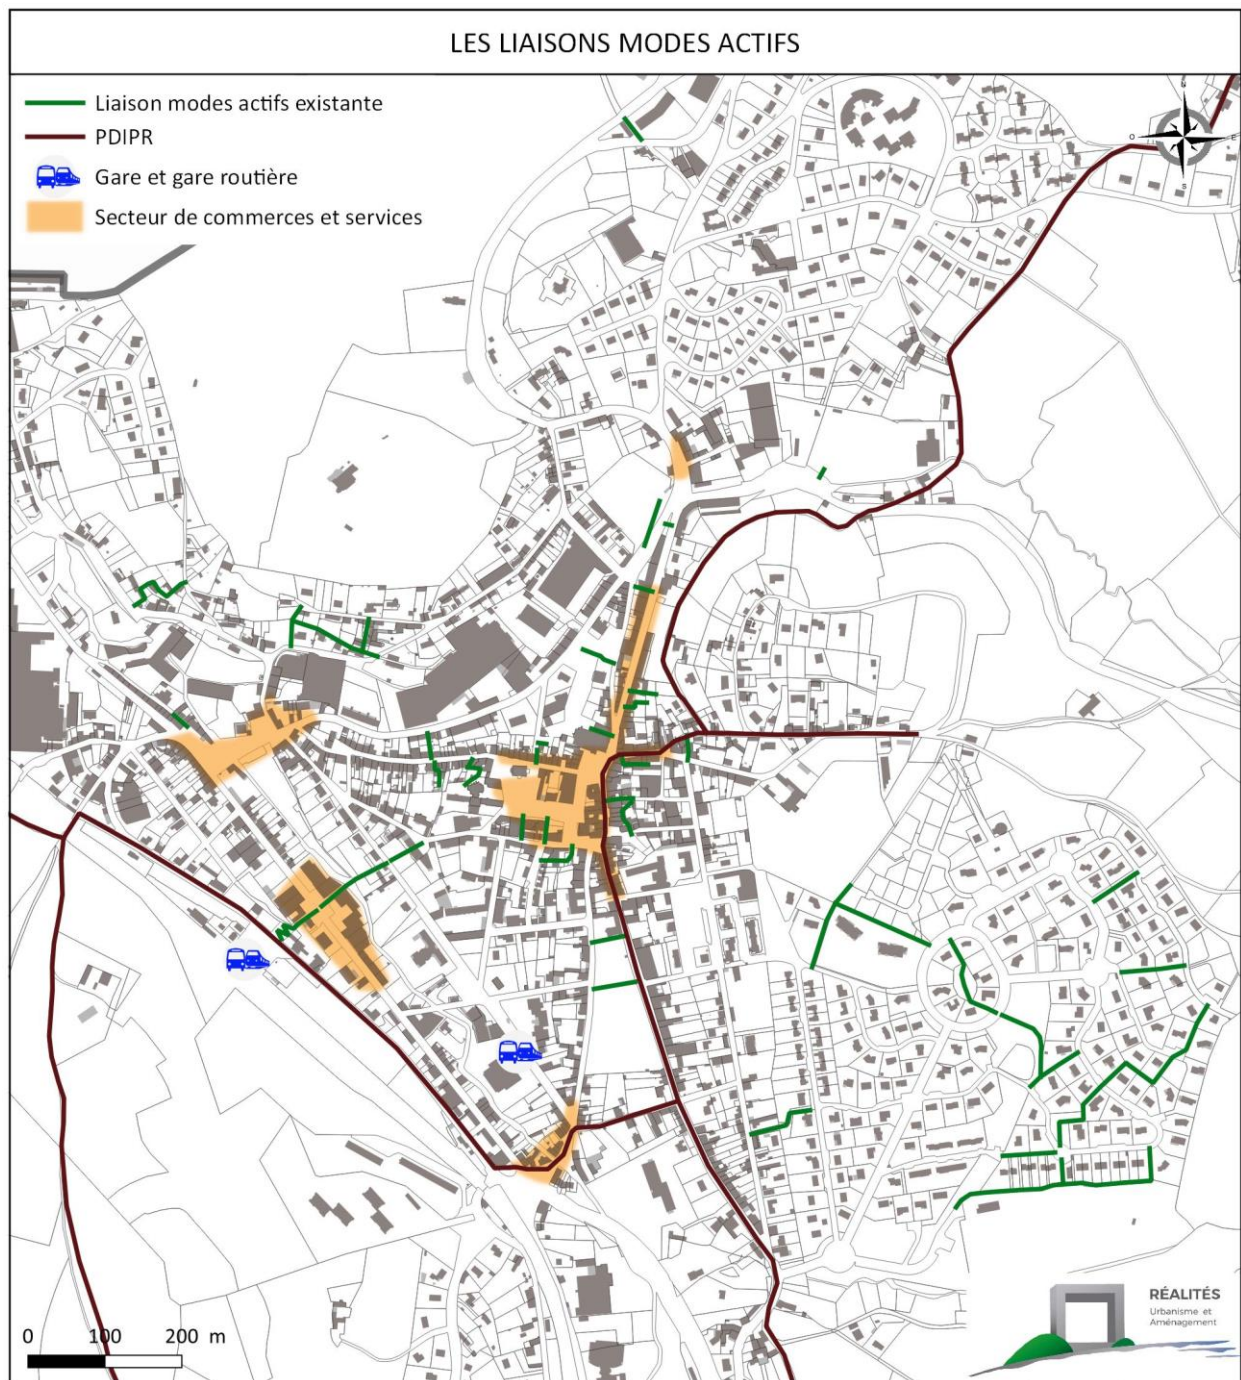 LES LIAISONS MODES ACTIFS
Liaison modes actifs existante
PDIPR
Gare et gare routière
Secteur de commerces et services
N
O
E
S
0 100 200 m
RÉALITÉS
Urbanisme et
Aménagement